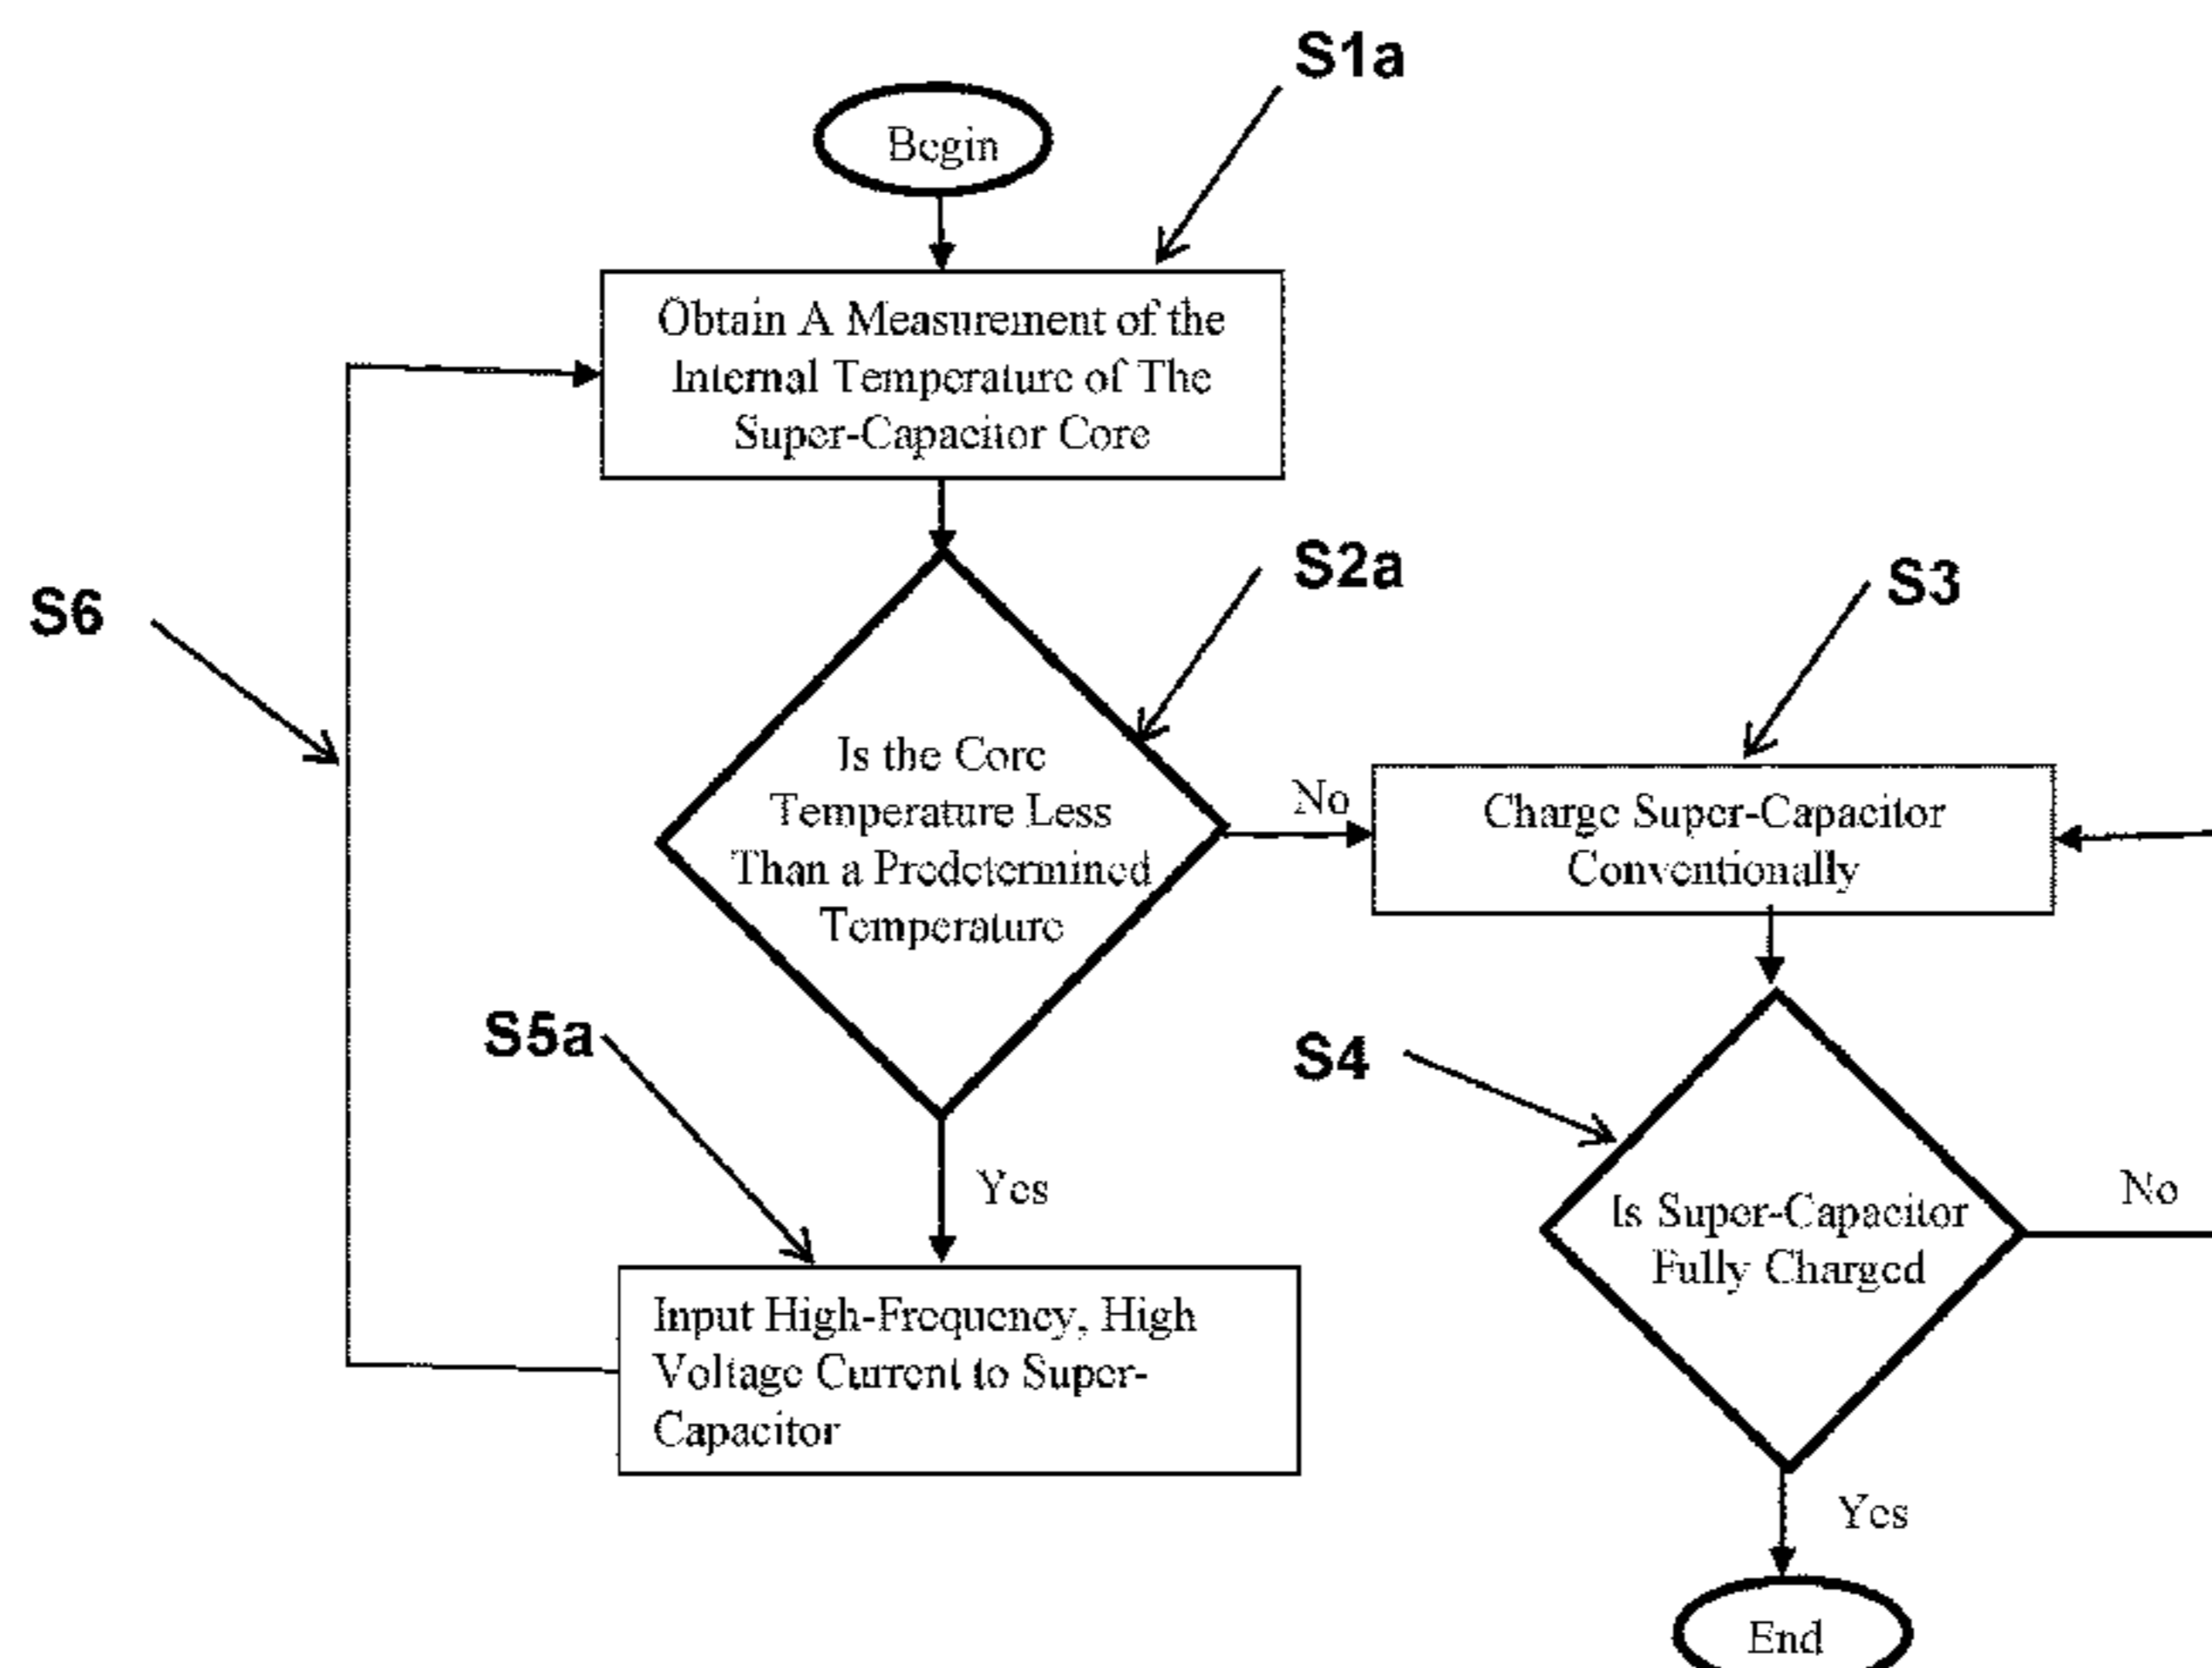 S1a
Begin
Obtain A Measurement of the
Internal Temperature of The
Super-Capacitor Core
S2a
S3
S6
Is the Core
Temperature Less
Than a Predetermined
Temperature
No
Charge Super-Capacitor
Conventionally
S5a
S4
Yes
No
Is Super-Capacitor
Fully Charged
Input High-Frequency, High
Voltage Current to Super-
Capacitor
Yes
End